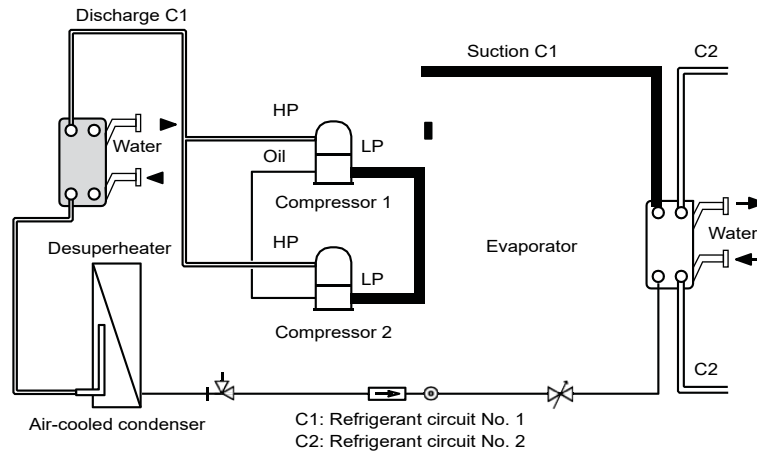 Discharge C1
Suction C1
C2
HP
Water
LP
Oil
Compressor 1
HP
Desuperheater
Evaporator
Water
LP
Compressor 2
C2
Air-cooled condenser
C1: Refrigerant circuit No. 1
C2: Refrigerant circuit No. 2